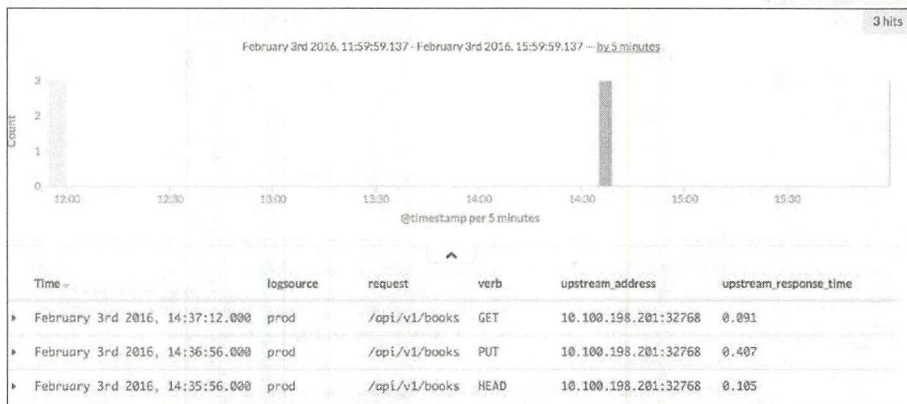 3 hits
February 3rd 2016, 11:59:59.137 - February 3rd 2016, 15:59:59.137 — by 5 minutes
3
2
1
0
Count
12:00 12:30 13:00 13:30 14:00 14:30 15:00 15:30
@timestamp per 5 minutes
Time logsource request verb upstream_address upstream_response_time
February 3rd 2016, 14:37:12.000 prod /api/v1/books GET 10.100.198.201:32768 0.091
February 3rd 2016, 14:36:56.000 prod /api/v1/books PUT 10.100.198.201:32768 0.407
February 3rd 2016, 14:35:56.000 prod /api/v1/books HEAD 10.100.198.201:32768 0.105